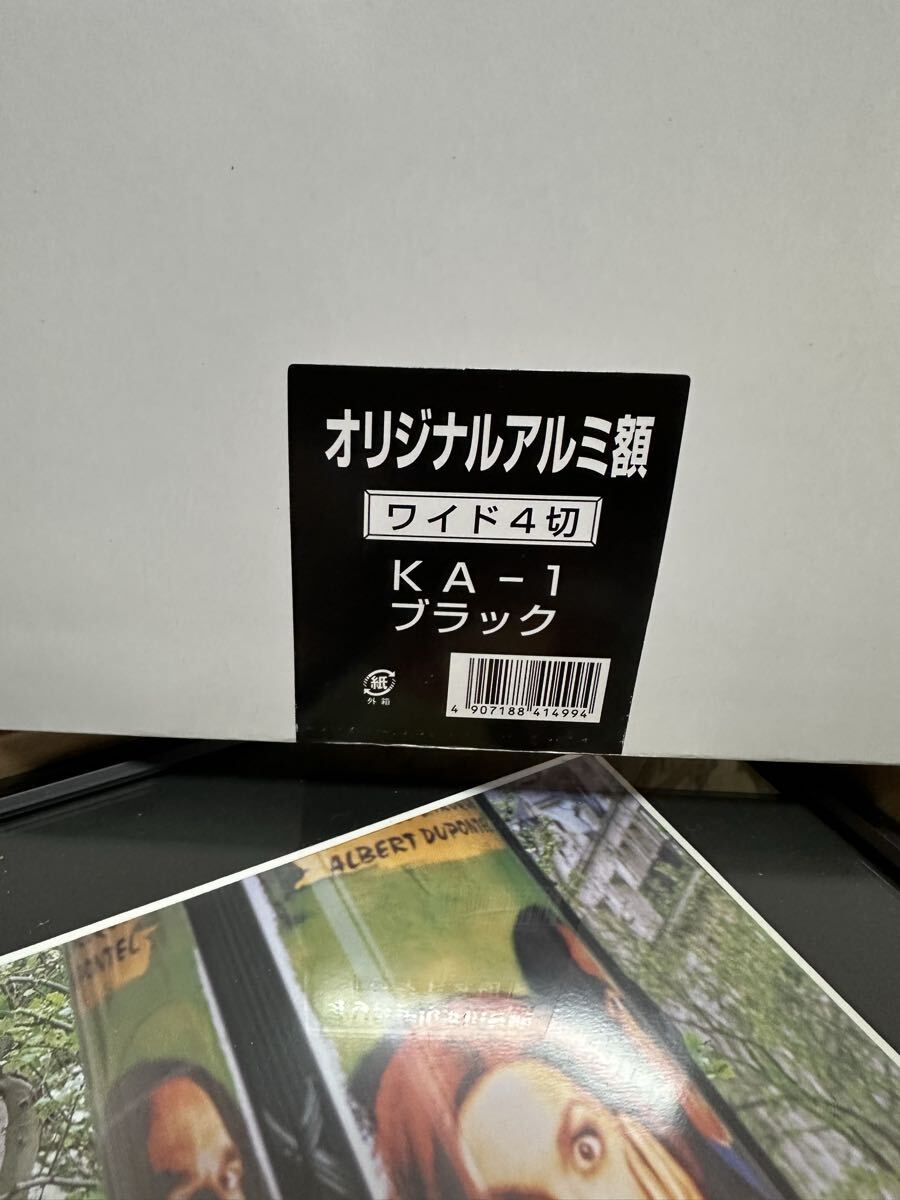 オリジナルアルミ額
ワイド4切
KA-1
ブラック
紙
外箱
4 907188 414994
ALBERT DUPONTEL